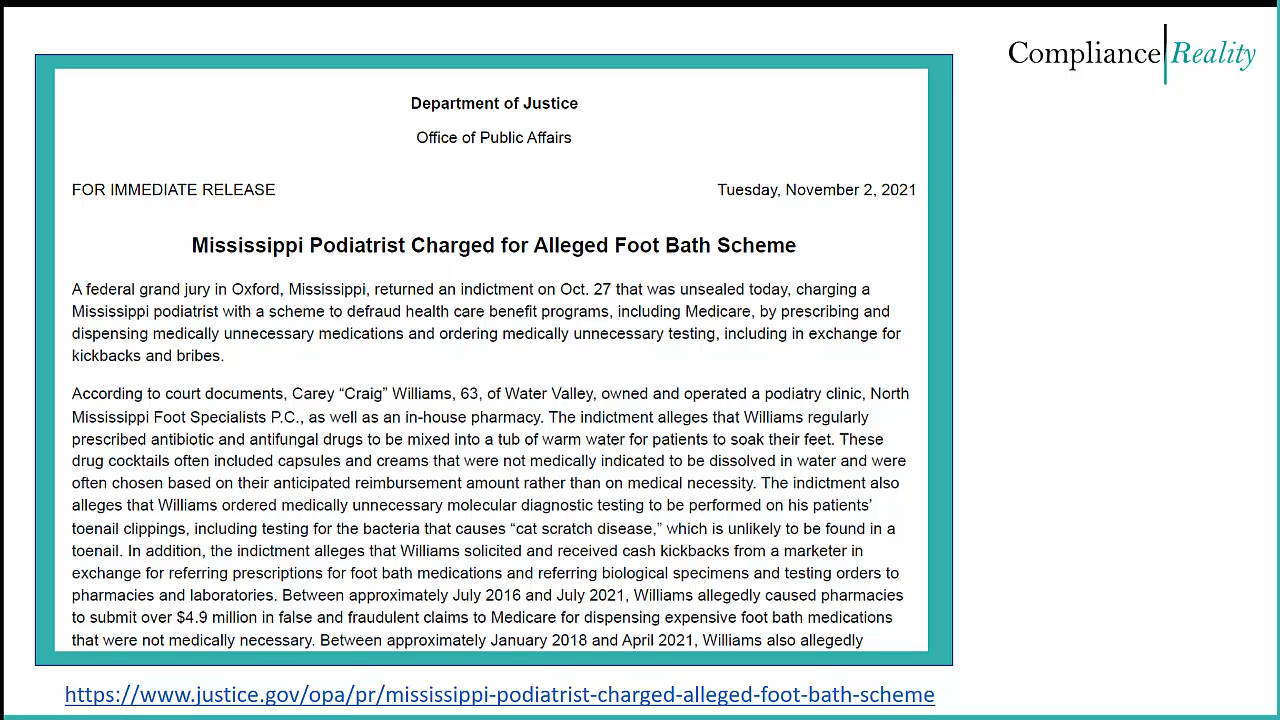 Compliance Reality
Department of Justice
Office of Public Affairs
FOR IMMEDIATE RELEASE Tuesday, November 2, 2021
Mississippi Podiatrist Charged for Alleged Foot Bath Scheme
A federal grand jury in Oxford, Mississippi, returned an indictment on Oct. 27 that was unsealed today, charging a
Mississippi podiatrist with a scheme to defraud health care benefit programs, including Medicare, by prescribing and
dispensing medically unnecessary medications and ordering medically unnecessary testing, including in exchange for
kickbacks and bribes.
According to court documents, Carey “Craig” Williams, 63, of Water Valley, owned and operated a podiatry clinic, North
Mississippi Foot Specialists P.C., as well as an in-house pharmacy. The indictment alleges that Williams regularly
prescribed antibiotic and antifungal drugs to be mixed into a tub of warm water for patients to soak their feet. These
drug cocktails often included capsules and creams that were not medically indicated to be dissolved in water and were
often chosen based on their anticipated reimbursement amount rather than on medical necessity. The indictment also
alleges that Williams ordered medically unnecessary molecular diagnostic testing to be performed on his patients’
toenail clippings, including testing for the bacteria that causes “cat scratch disease,” which is unlikely to be found in a
toenail. In addition, the indictment alleges that Williams solicited and received cash kickbacks from a marketer in
exchange for referring prescriptions for foot bath medications and referring biological specimens and testing orders to
pharmacies and laboratories. Between approximately July 2016 and July 2021, Williams allegedly caused pharmacies
to submit over $4.9 million in false and fraudulent claims to Medicare for dispensing expensive foot bath medications
that were not medically necessary. Between approximately January 2018 and April 2021, Williams also allegedly
https://www.justice.gov/opa/pr/mississippi-podiatrist-charged-alleged-foot-bath-scheme